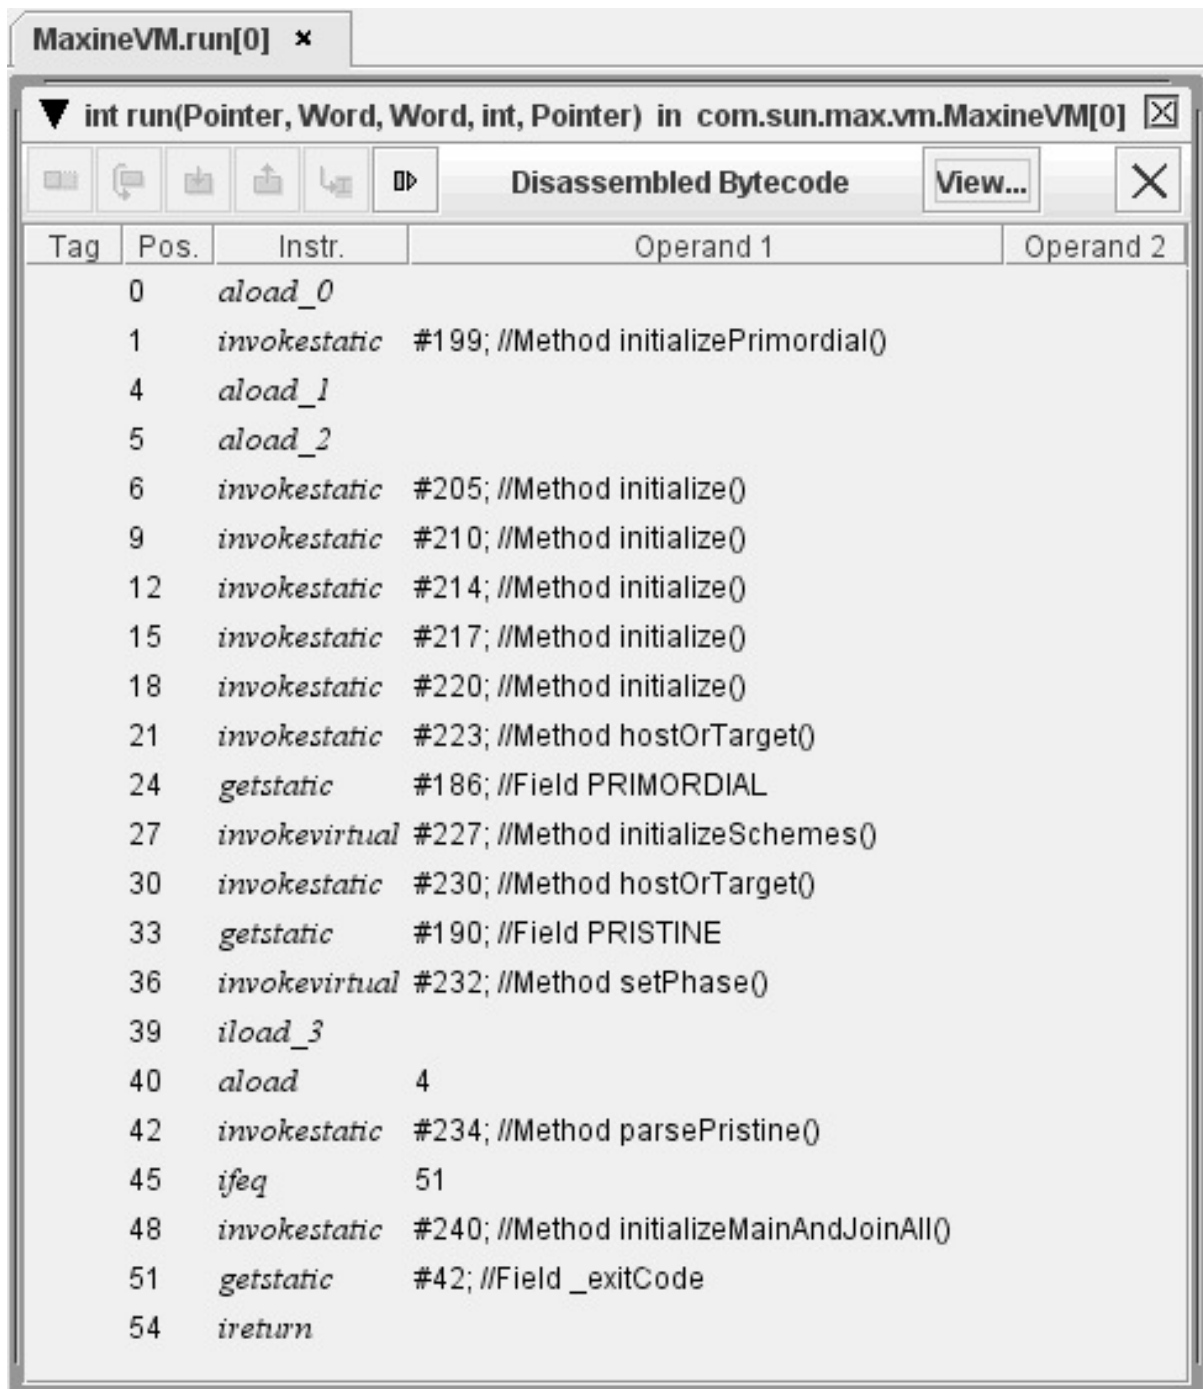 MaxineVM.run[0] ×
int run(Pointer, Word, Word, int, Pointer) in com.sun.max.vm.MaxineVM[0]
Disassembled Bytecode View...
Tag Pos. Instr. Operand 1 Operand 2
0 aload_0
1 invokestatic #199; //Method initializePrimordial()
4 aload_1
5 aload_2
6 invokestatic #205; //Method initialize()
9 invokestatic #210; //Method initialize()
12 invokestatic #214; //Method initialize()
15 invokestatic #217; //Method initialize()
18 invokestatic #220; //Method initialize()
21 invokestatic #223; //Method hostOrTarget()
24 getstatic #186; //Field PRIMORDIAL
27 invokevirtual #227; //Method initializeSchemes()
30 invokestatic #230; //Method hostOrTarget()
33 getstatic #190; //Field PRISTINE
36 invokevirtual #232; //Method setPhase()
39 iload_3
40 aload 4
42 invokestatic #234; //Method parsePristine()
45 ifeq 51
48 invokestatic #240; //Method initializeMainAndJoinAll()
51 getstatic #42; //Field _exitCode
54 ireturn